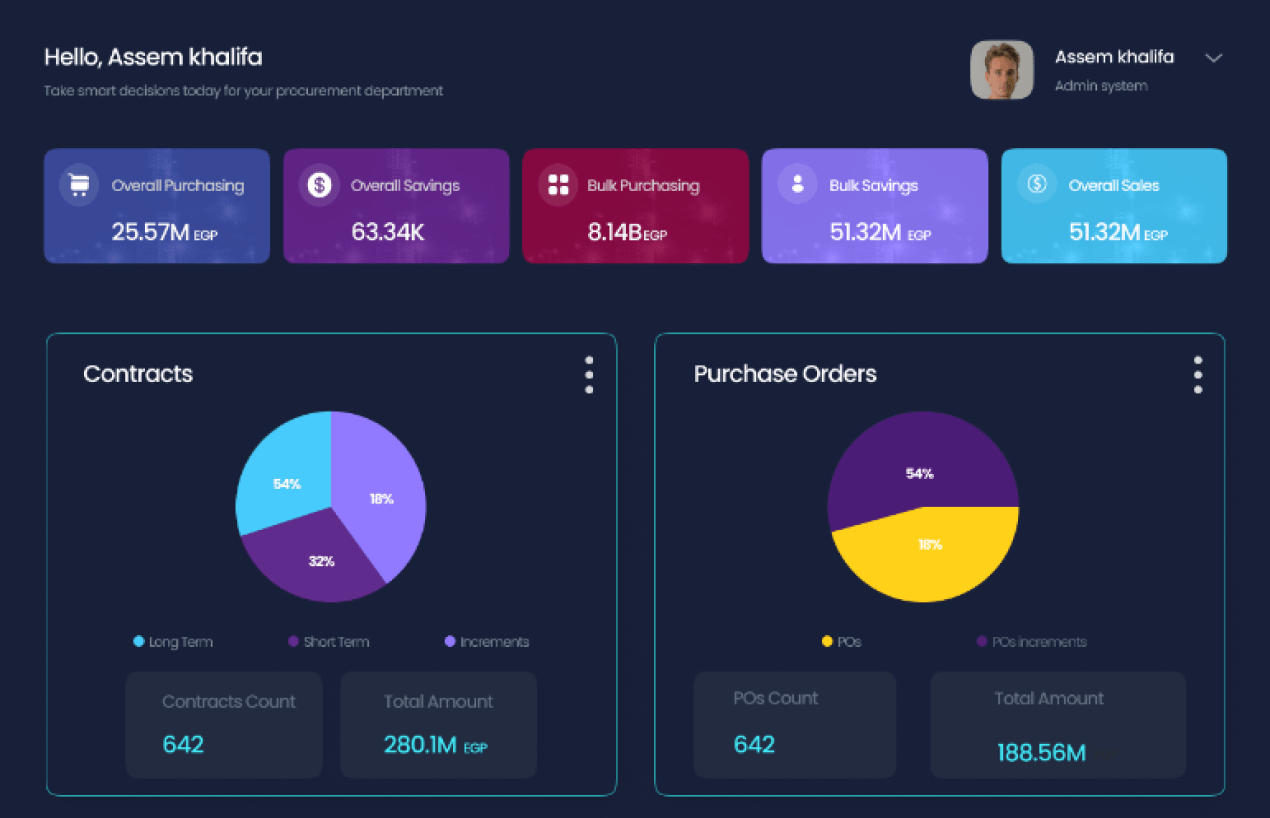 Hello, Assem khalifa
Take smart decisions today for your procurement department
Assem khalifa
Admin system
Overall Purchasing
25.57M EGP
Overall Savings
63.34K
Bulk Purchasing
8.14B EGP
Bulk Savings
51.32M EGP
Overall Sales
51.32M EGP
Contracts
54%
18%
32%
Long Term
Short Term
Increments
Contracts Count
642
Total Amount
280.1M EGP
Purchase Orders
54%
18%
POs
POs increments
POs Count
642
Total Amount
188.56M